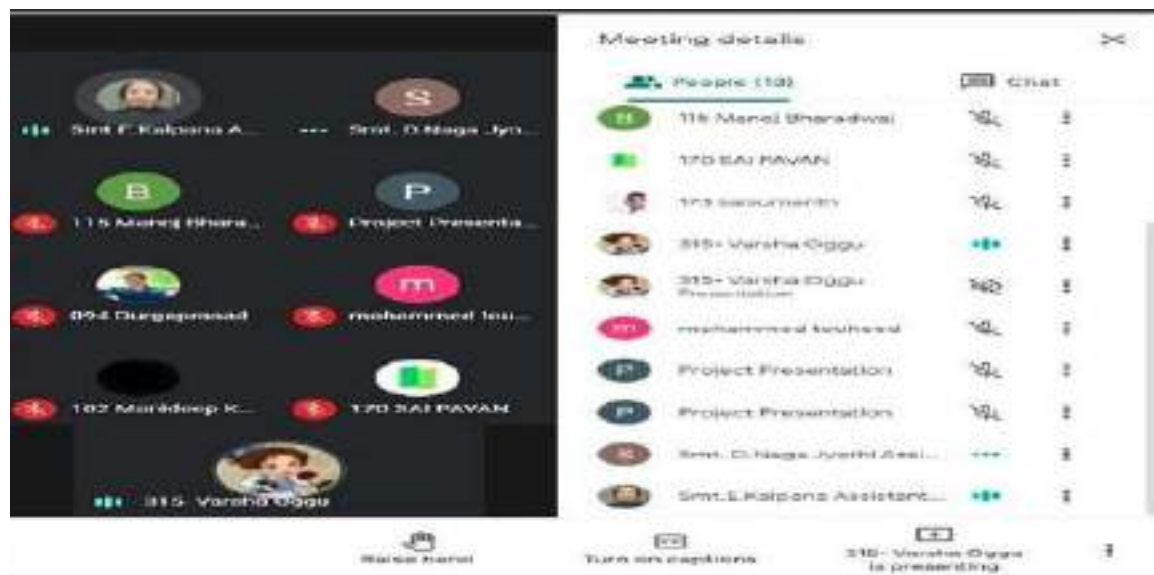 Meeting details
People (13)
Chat
Smt E Kalpana A...
Smt. D.Naga Jyo...
115 Manoj Bhara...
Project Presenta...
094 Durgaprasad
mohammed tou...
102 Manideep K...
170 SAI PAVAN
315- Varsha Oggu
Manoj Bharadwaj
170 SAI PAVAN
315- Varsha Oggu
315- Varsha Oggu
Presentation
mohammed touheed
Project Presentation
Project Presentation
Smt. D.Naga Jyothi Assi...
Smt.E.Kalpana Assistant...
Raise hand
Turn on captions
315- Varsha Oggu
is presenting